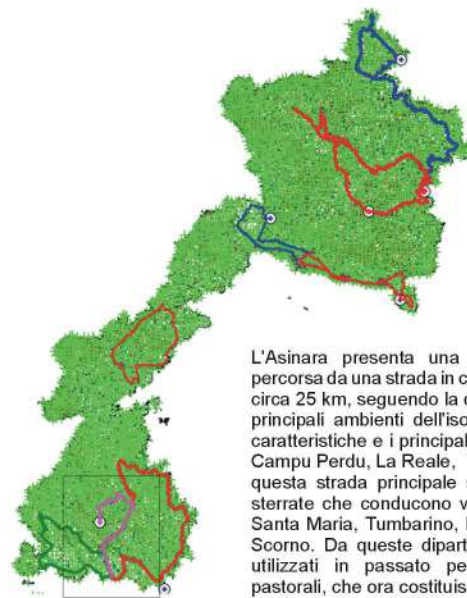 L'Asinara presenta una
percorsa da una strada in c
circa 25 km, seguendo la
principali ambienti dell'iso
caratteristiche e i principal
Campu Perdu, La Reale,
questa strada principale
sterrate che conducono v
Santa Maria, Tumbarino,
Scorno. Da queste dipart
utilizzati in passato pe
pastorali, che ora costituis